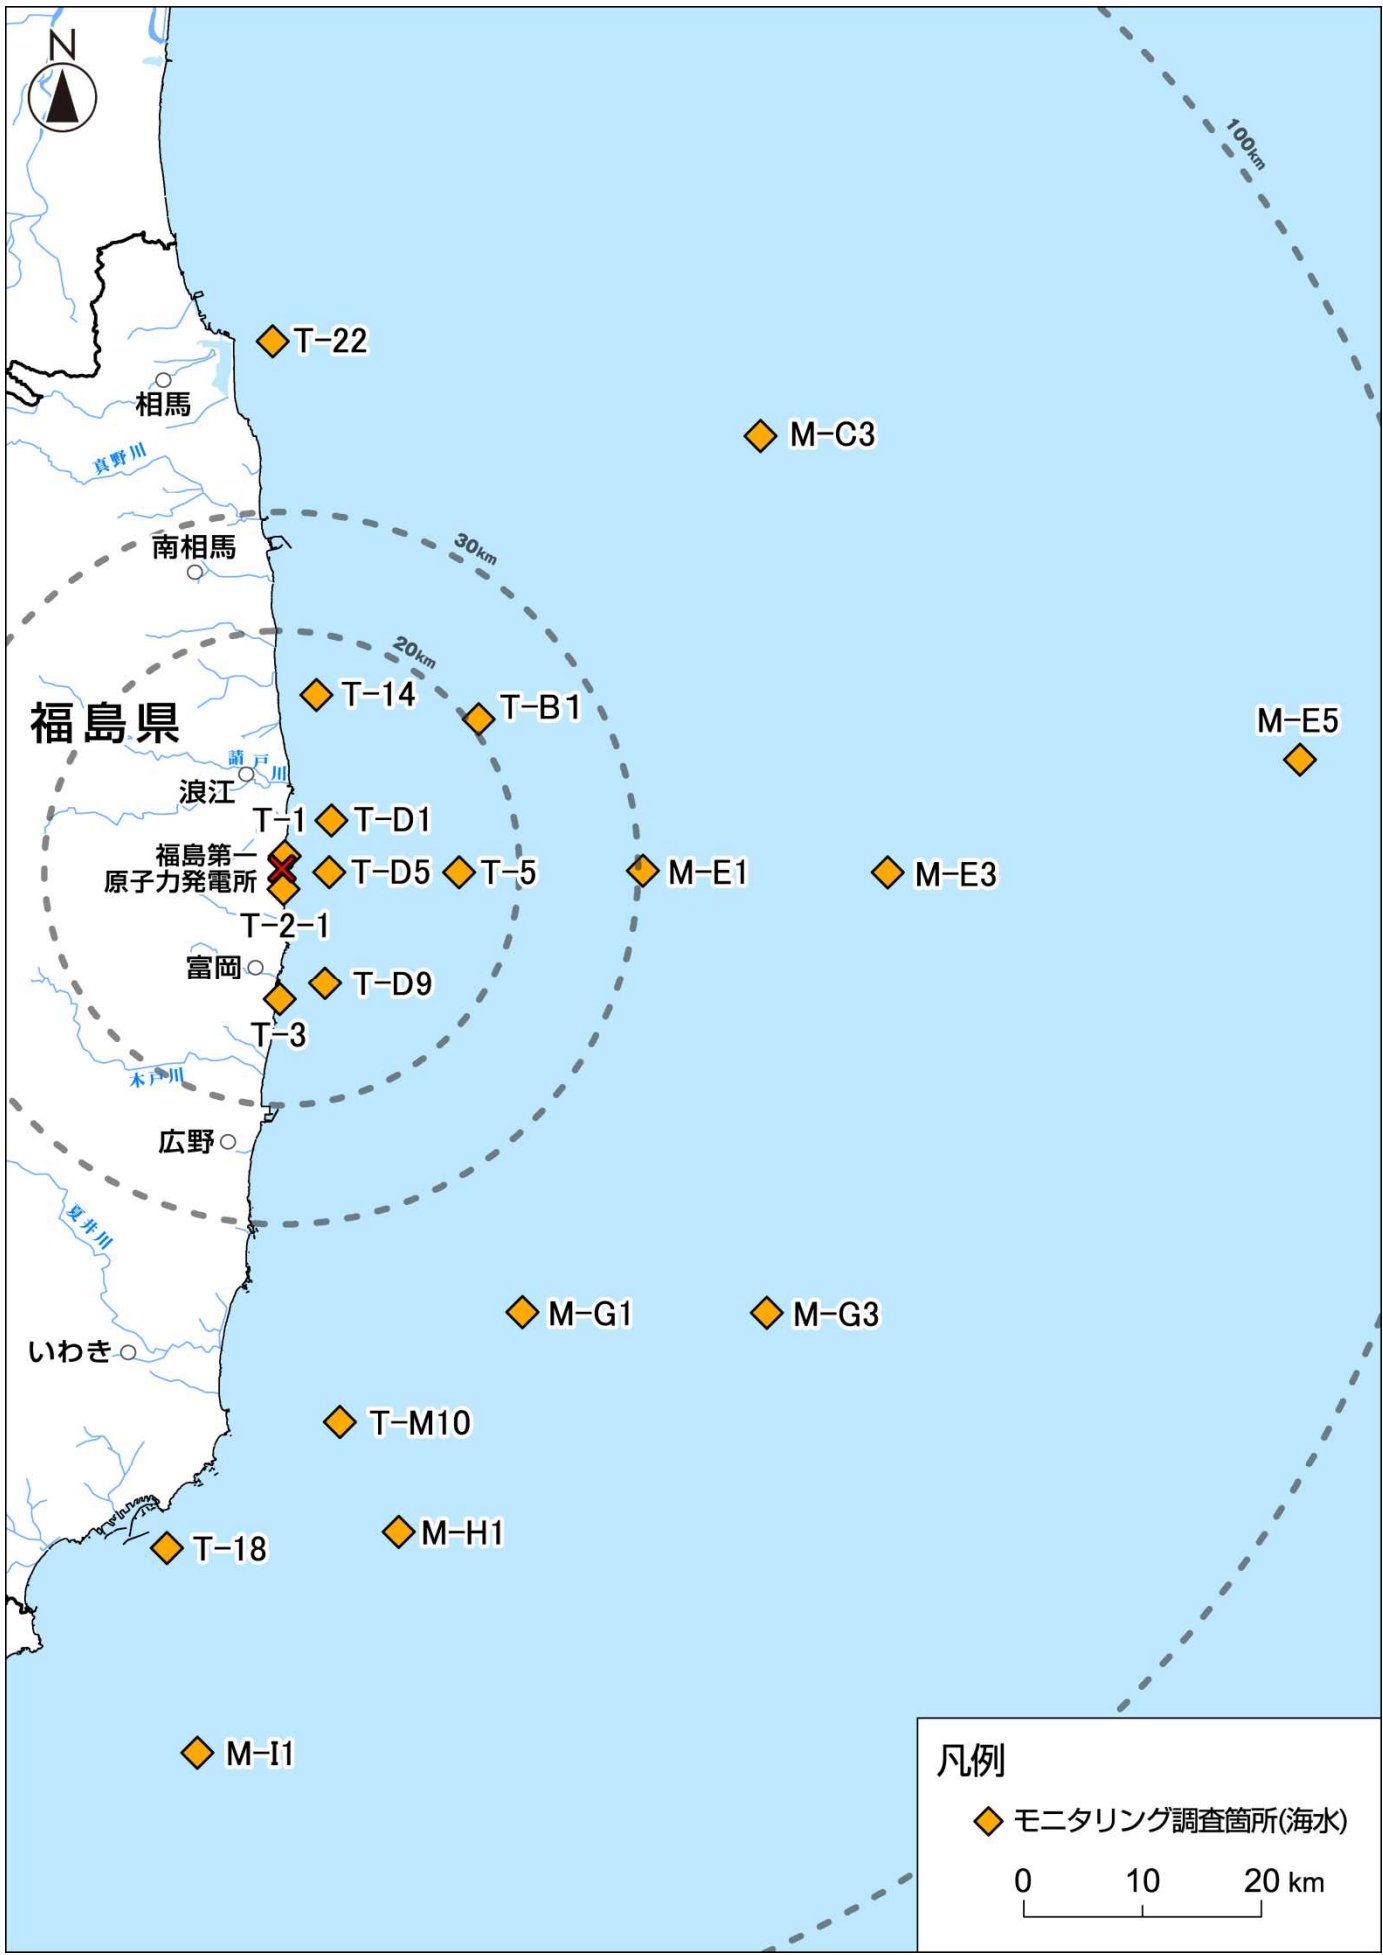 N
100km
T-22
相馬
M-C3
真野川
30km
南相馬
20km
T-14
T-B1
福島県
M-E5
請戸川
浪江
T-1
T-D1
福島第一
原子力発電所
T-D5
T-5
M-E1
M-E3
T-2-1
富岡
T-D9
T-3
木戸川
広野
夏井川
M-G1
M-G3
いわき
T-M10
M-H1
T-18
M-I1
凡例
モニタリング調査箇所(海水)
0 10 20 km